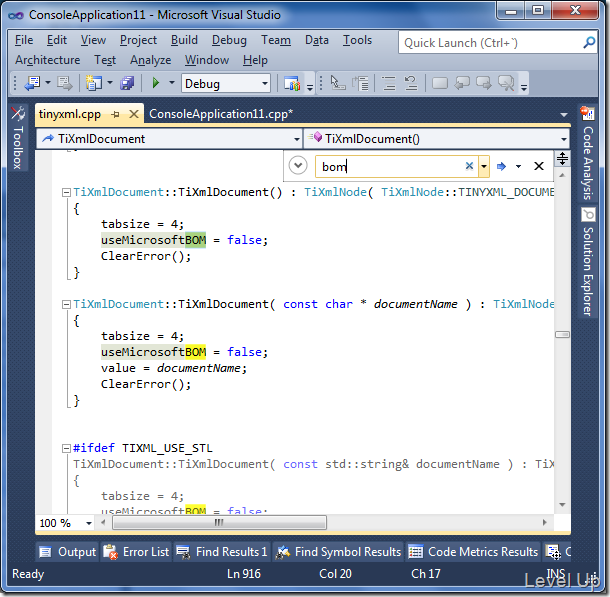 ConsoleApplication11 - Microsoft Visual Studio
File Edit View Project Build Debug Team Data Tools
Quick Launch (Ctrl+`)
Architecture Test Analyze Window Help
Debug
tinyxml.cpp ConsoleApplication11.cpp*
TiXmlDocument TiXmlDocument()
bom
Toolbox
Code Analysis
Solution Explorer
}
TiXmlDocument::TiXmlDocument() : TiXmlNode( TiXmlNode::TINYXML_DOCUME
{
tabsize = 4;
useMicrosoftBOM = false;
ClearError();
}
TiXmlDocument::TiXmlDocument( const char * documentName ) : TiXmlNode
{
tabsize = 4;
useMicrosoftBOM = false;
value = documentName;
ClearError();
}
#ifdef TIXML_USE_STL
TiXmlDocument::TiXmlDocument( const std::string& documentName ) : TiX
{
tabsize = 4;
useMicrosoftBOM = false;
100 %
Output Error List Find Results 1 Find Symbol Results Code Metrics Results C
Ready Ln 916 Col 20 Ch 17 INS
Level Up